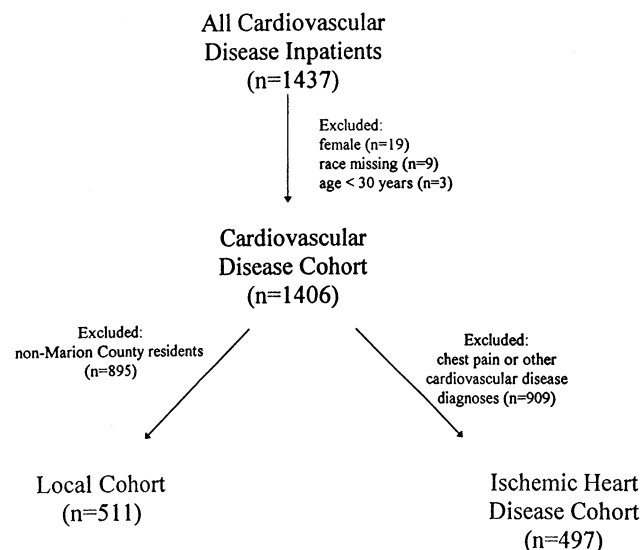 All Cardiovascular
Disease Inpatients
(n=1437)
Excluded:
female (n=19)
race missing (n=9)
age < 30 years (n=3)
Cardiovascular
Disease Cohort
(n=1406)
Excluded:
non-Marion County residents
(n=895)
Excluded:
chest pain or other
cardiovascular disease
diagnoses (n=909)
Local Cohort
(n=511)
Ischemic Heart
Disease Cohort
(n=497)